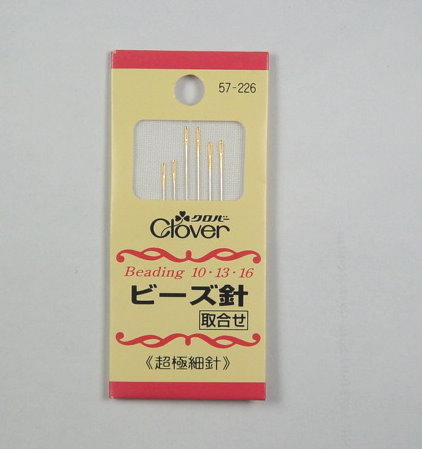 57-226
クロバー
Clover
Beading 10・13・16
ビーズ針
取合せ
《超極細針》